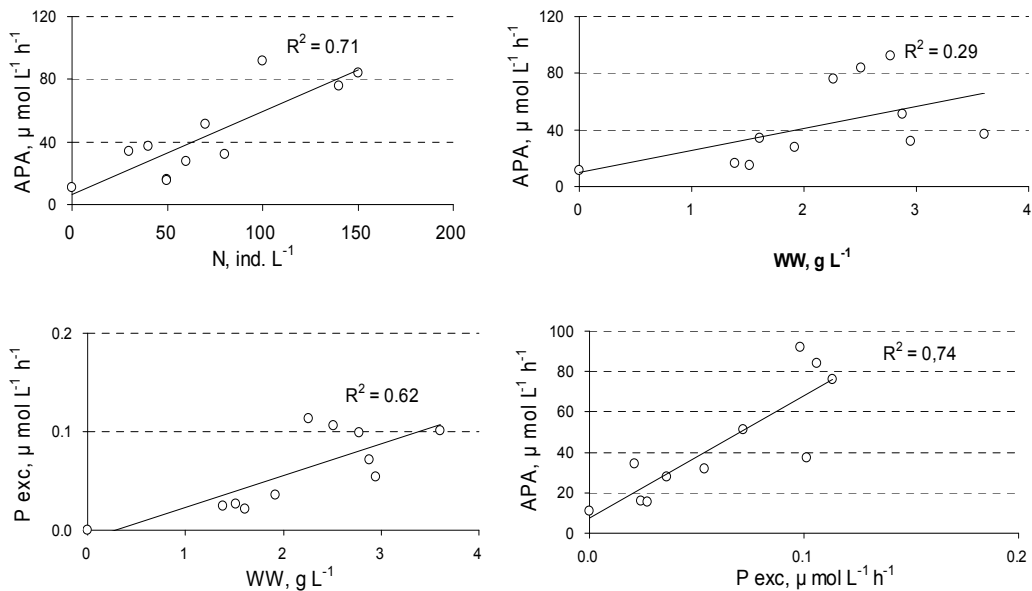 120
80
40
0
APA, µ mol L⁻¹ h⁻¹
R² = 0.71
0 50 100 150 200
N, ind. L⁻¹
120
80
40
0
APA, µ mol L⁻¹ h⁻¹
R² = 0.29
0 1 2 3 4
WW, g L⁻¹
0.2
0.1
0.0
P exc, µ mol L⁻¹ h⁻¹
R² = 0.62
0 1 2 3 4
WW, g L⁻¹
100
80
60
40
20
0
APA, µ mol L⁻¹ h⁻¹
R² = 0,74
0.0 0.1 0.2
P exc, µ mol L⁻¹ h⁻¹